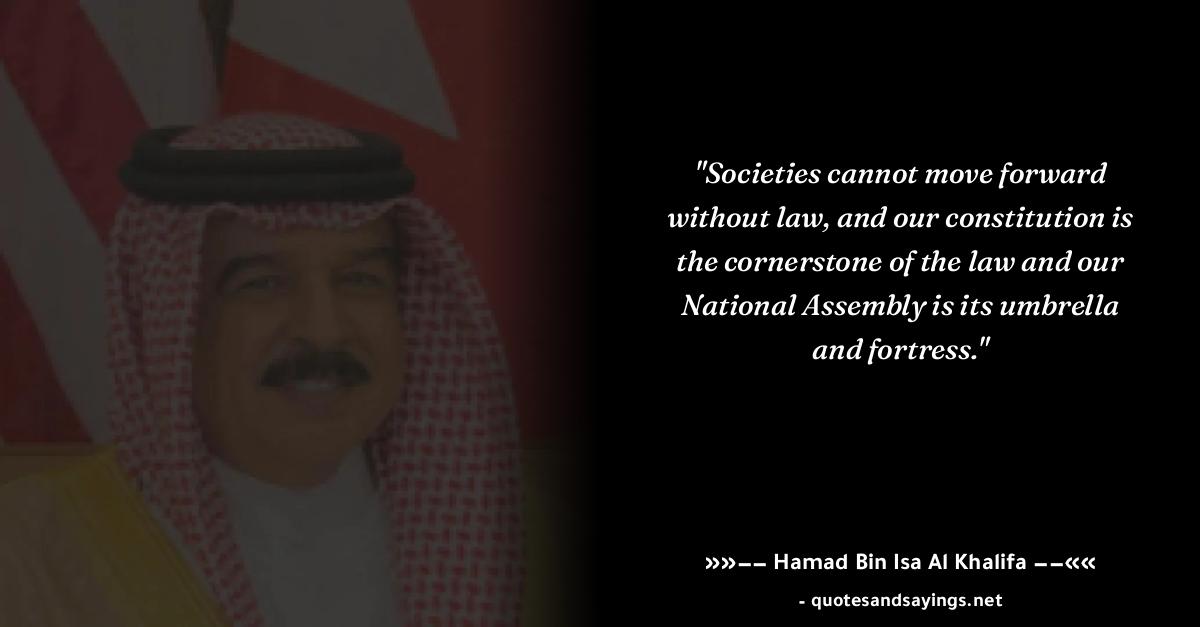 "Societies cannot move forward
without law, and our constitution is
the cornerstone of the law and our
National Assembly is its umbrella
and fortress."
»»−− Hamad Bin Isa Al Khalifa −−««
- quotesandsayings.net